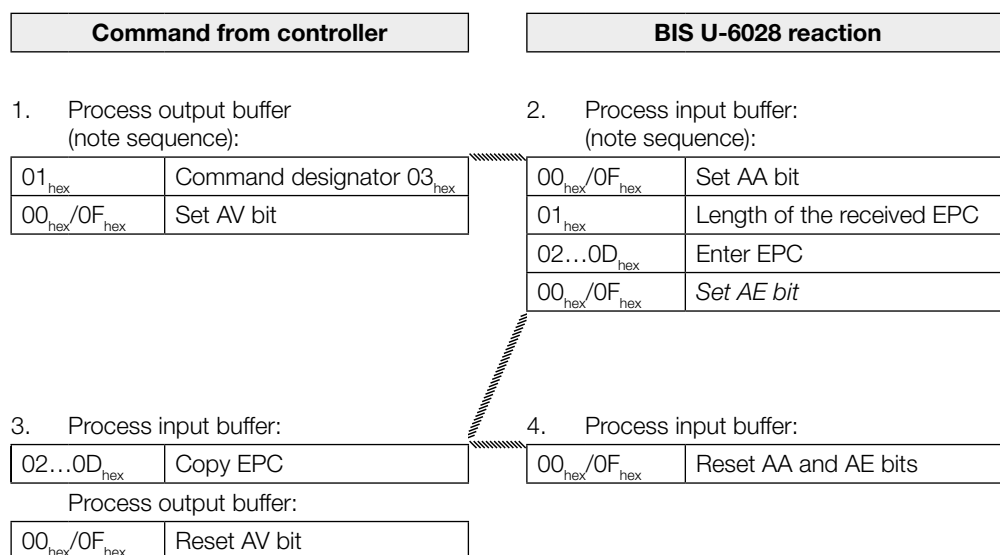 Command from controller
BIS U-6028 reaction
1. Process output buffer
(note sequence):
01hex Command designator 03hex
00hex/0Fhex Set AV bit
2. Process input buffer:
(note sequence):
00hex/0Fhex Set AA bit
01hex Length of the received EPC
02…0Dhex Enter EPC
00hex/0Fhex Set AE bit
3. Process input buffer:
02…0Dhex Copy EPC
Process output buffer:
00hex/0Fhex Reset AV bit
4. Process input buffer:
00hex/0Fhex Reset AA and AE bits